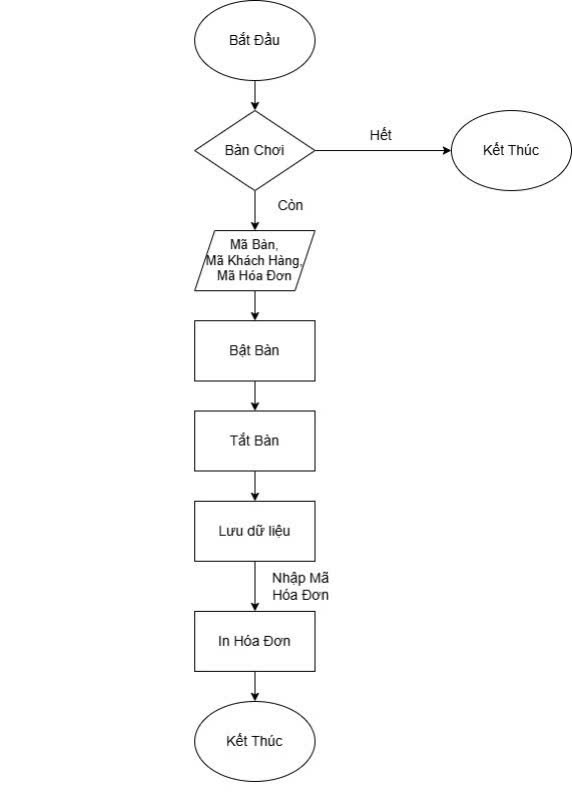 Bắt Đầu
Bàn Chơi
Hết
Kết Thúc
Còn
Mã Bàn,
Mã Khách Hàng,
Mã Hóa Đơn
Bật Bàn
Tắt Bàn
Lưu dữ liệu
Nhập Mã
Hóa Đơn
In Hóa Đơn
Kết Thúc